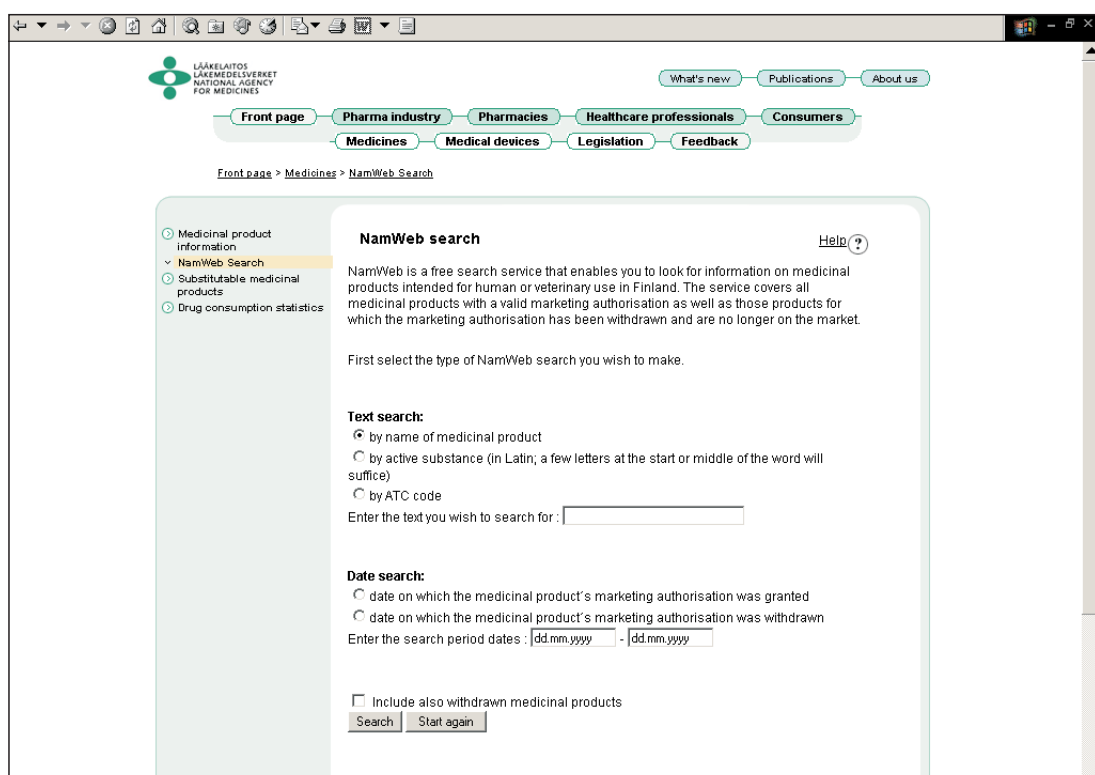 LÄÄKELAITOS
LÄKEMEDELSVERKET
NATIONAL AGENCY
FOR MEDICINES
What's new Publications About us
Front page Pharma industry Pharmacies Healthcare professionals Consumers
Medicines Medical devices Legislation Feedback
Front page > Medicines > NamWeb Search
Medicinal product
information
NamWeb Search
Substitutable medicinal
products
Drug consumption statistics
NamWeb search
Help ?
NamWeb is a free search service that enables you to look for information on medicinal
products intended for human or veterinary use in Finland. The service covers all
medicinal products with a valid marketing authorisation as well as those products for
which the marketing authorisation has been withdrawn and are no longer on the market.
First select the type of NamWeb search you wish to make.
Text search:
by name of medicinal product
by active substance (in Latin; a few letters at the start or middle of the word will
suffice)
by ATC code
Enter the text you wish to search for :
Date search:
date on which the medicinal product´s marketing authorisation was granted
date on which the medicinal product´s marketing authorisation was withdrawn
Enter the search period dates : dd.mm.yyyy - dd.mm.yyyy
Include also withdrawn medicinal products
Search Start again